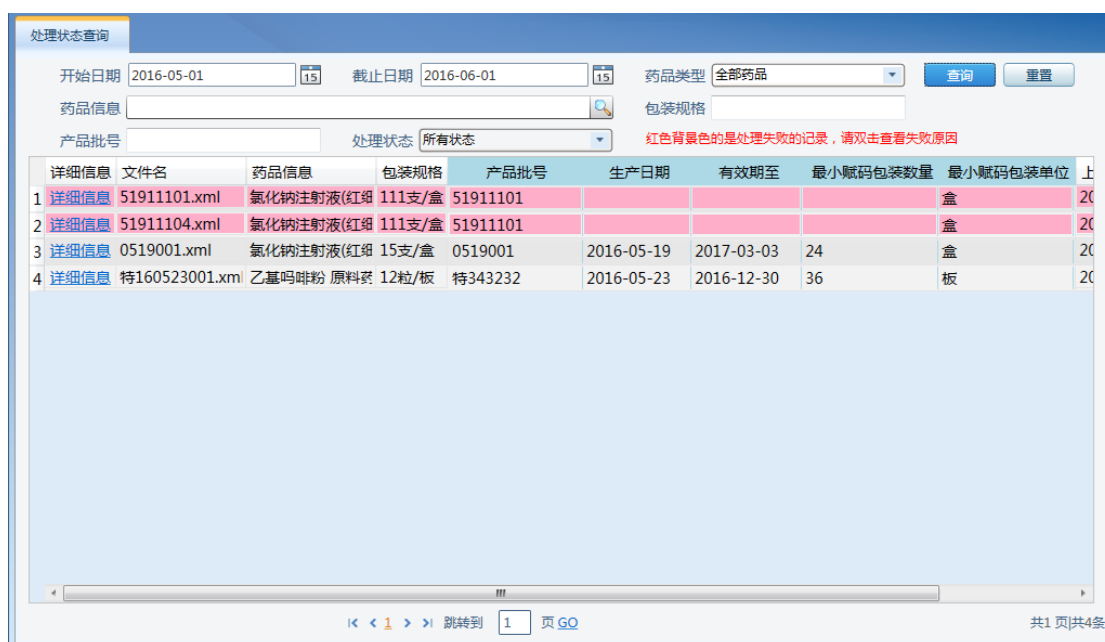 处理状态查询
开始日期 2016-05-01 15 截止日期 2016-06-01 15 药品类型 全部药品 查询 重置
药品信息 包装规格
产品批号 处理状态 所有状态 红色背景色的是处理失败的记录，请双击查看失败原因
详细信息 文件名 药品信息 包装规格 产品批号 生产日期 有效期至 最小赋码包装数量 最小赋码包装单位 上
1 详细信息 51911101.xml 氯化钠注射液(红细 111支/盒 51911101 盒 20
2 详细信息 51911104.xml 氯化钠注射液(红细 111支/盒 51911101 盒 20
3 详细信息 0519001.xml 氯化钠注射液(红细 15支/盒 0519001 2016-05-19 2017-03-03 24 盒 20
4 详细信息 特160523001.xml 乙基吗啡粉 原料药 12粒/板 特343232 2016-05-23 2016-12-30 36 板 20
1 跳转到 1 页 GO 共1 页|共4条